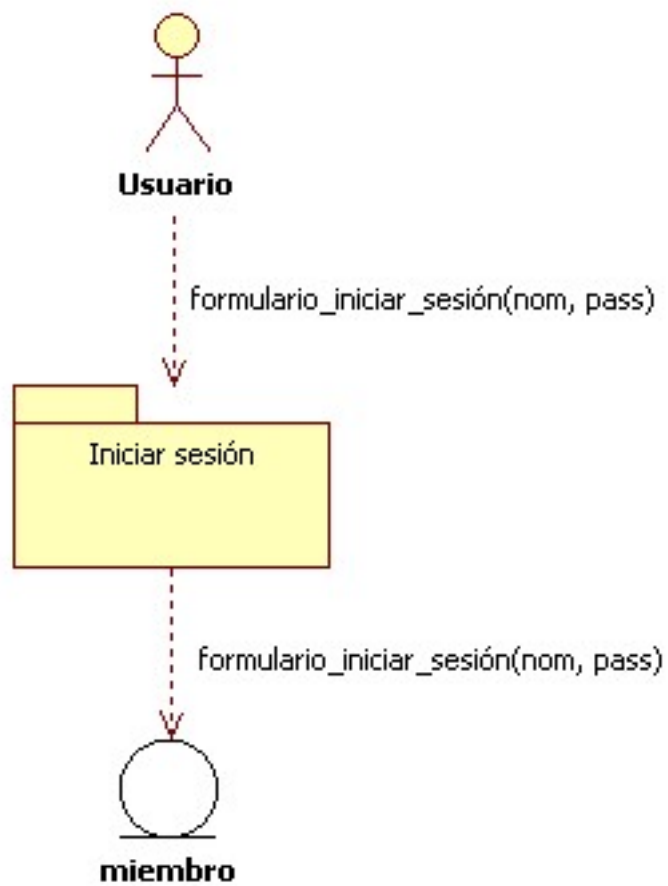 Usuario
formulario_iniciar_sesión(nom, pass)
Iniciar sesión
formulario_iniciar_sesión(nom, pass)
miembro